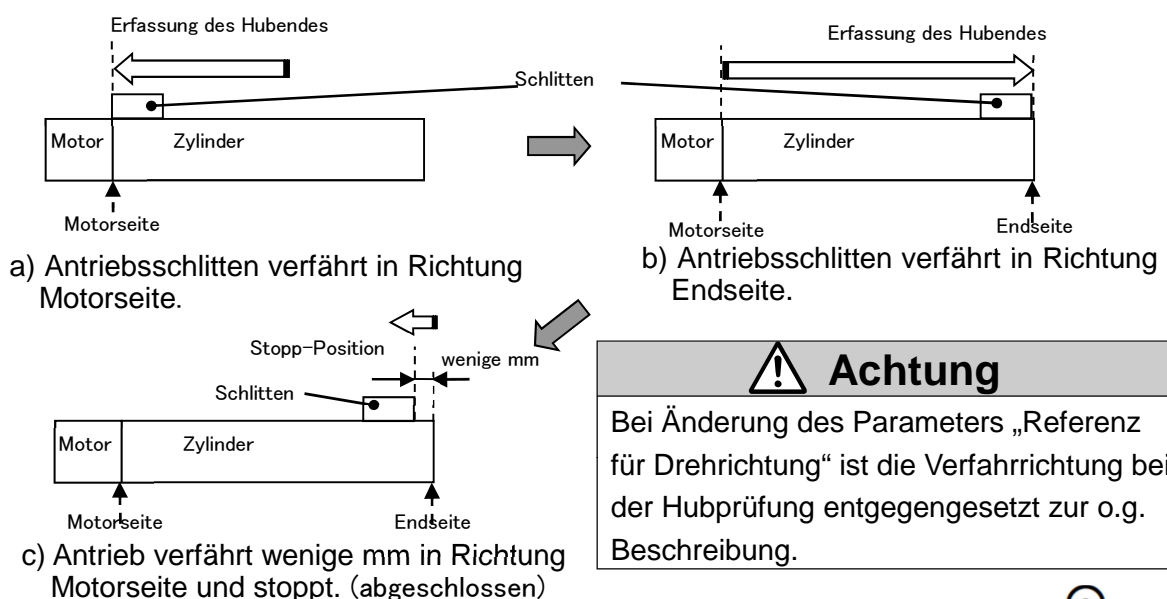 Erfassung des Hubendes
Schlitten
Motor Zylinder
Motorseite
a) Antriebsschlitten verfährt in Richtung
Motorseite.
Erfassung des Hubendes
Motor Zylinder
Motorseite Endseite
b) Antriebsschlitten verfährt in Richtung
Endseite.
Stopp-Position wenige mm
Schlitten
Motor Zylinder
Motorseite Endseite
c) Antrieb verfährt wenige mm in Richtung
Motorseite und stoppt. (abgeschlossen)
Achtung
Bei Änderung des Parameters „Referenz
für Drehrichtung“ ist die Verfahrrichtung bei
der Hubprüfung entgegengesetzt zur o.g.
Beschreibung.